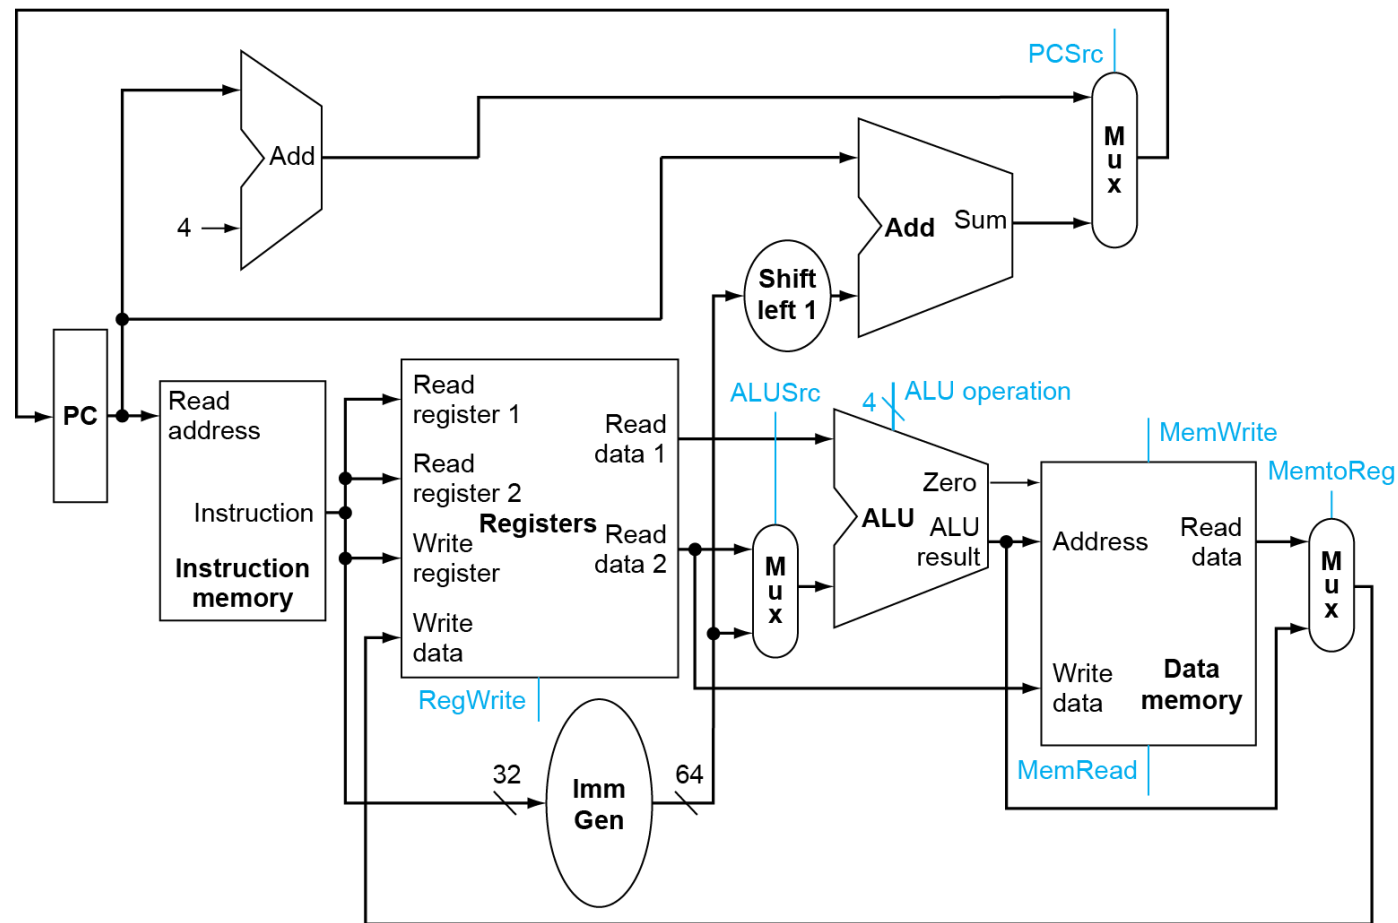 PCSrc
M
u
x
Add
4
Add
Sum
Shift
left 1
PC
Read
address
Instruction
Instruction
memory
Read
register 1
Read
register 2
Write
register
Write
data
Registers
Read
data 1
Read
data 2
RegWrite
ALUSrc
M
u
x
4
ALU operation
Zero
ALU
ALU
result
MemWrite
Address
Read
data
Write
data
Data
memory
MemRead
MemtoReg
M
u
x
32
Imm
Gen
64